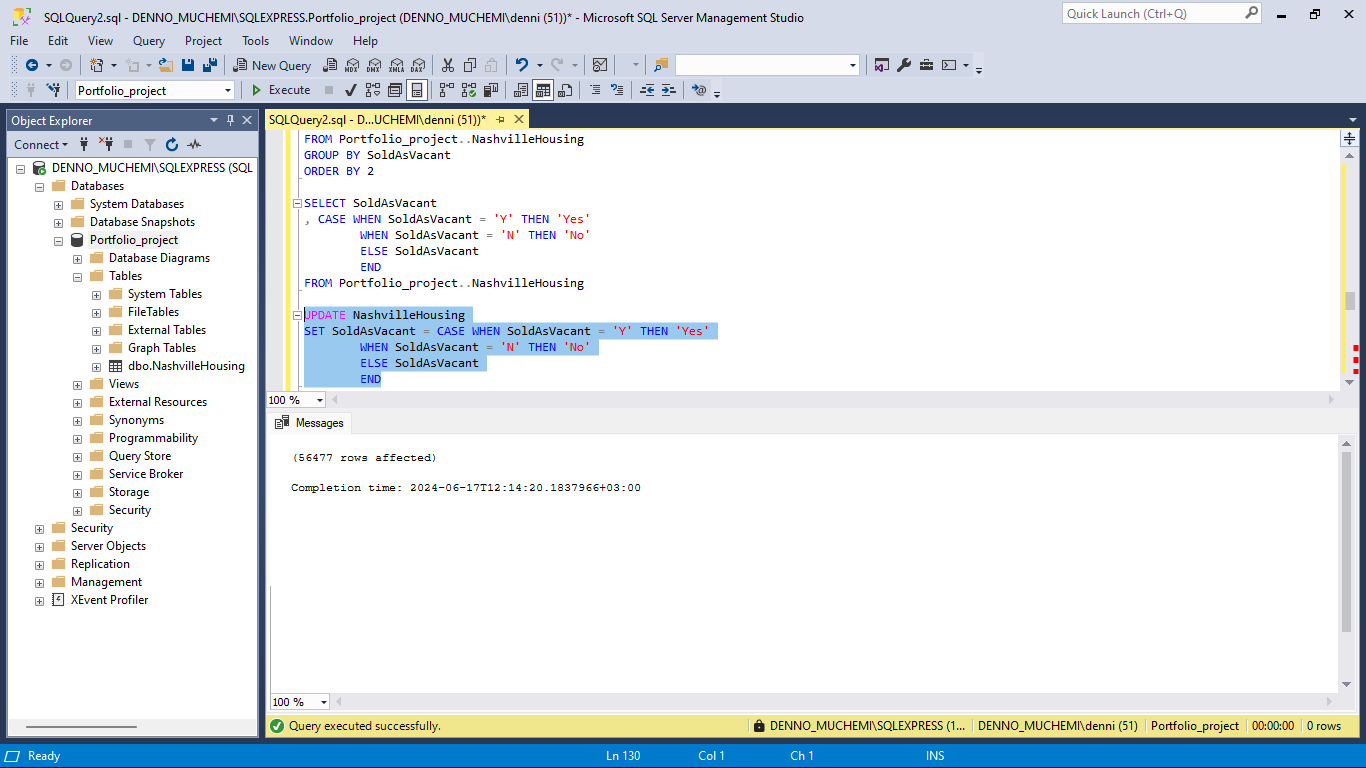 SQLQuery2.sql - DENNO_MUCHEMI\SQLEXPRESS.Portfolio_project (DENNO_MUCHEMI\denni (51))* - Microsoft SQL Server Management Studio
Quick Launch (Ctrl+Q)
File Edit View Query Project Tools Window Help
New Query
MDX DMX XMLA DAX
Portfolio_project
Execute
Object Explorer
Connect
DENNO_MUCHEMI\SQLEXPRESS (SQL
Databases
System Databases
Database Snapshots
Portfolio_project
Database Diagrams
Tables
System Tables
FileTables
External Tables
Graph Tables
dbo.NashvilleHousing
Views
External Resources
Synonyms
Programmability
Query Store
Service Broker
Storage
Security
Security
Server Objects
Replication
Management
XEvent Profiler
SQLQuery2.sql - D...UCHEMI\denni (51))*
FROM Portfolio_project..NashvilleHousing
GROUP BY SoldAsVacant
ORDER BY 2
SELECT SoldAsVacant
, CASE WHEN SoldAsVacant = 'Y' THEN 'Yes'
WHEN SoldAsVacant = 'N' THEN 'No'
ELSE SoldAsVacant
END
FROM Portfolio_project..NashvilleHousing
UPDATE NashvilleHousing
SET SoldAsVacant = CASE WHEN SoldAsVacant = 'Y' THEN 'Yes'
WHEN SoldAsVacant = 'N' THEN 'No'
ELSE SoldAsVacant
END
100 %
Messages
(56477 rows affected)
Completion time: 2024-06-17T12:14:20.1837966+03:00
100 %
Query executed successfully.
DENNO_MUCHEMI\SQLEXPRESS (1... DENNO_MUCHEMI\denni (51) Portfolio_project 00:00:00 0 rows
Ready
Ln 130 Col 1 Ch 1 INS